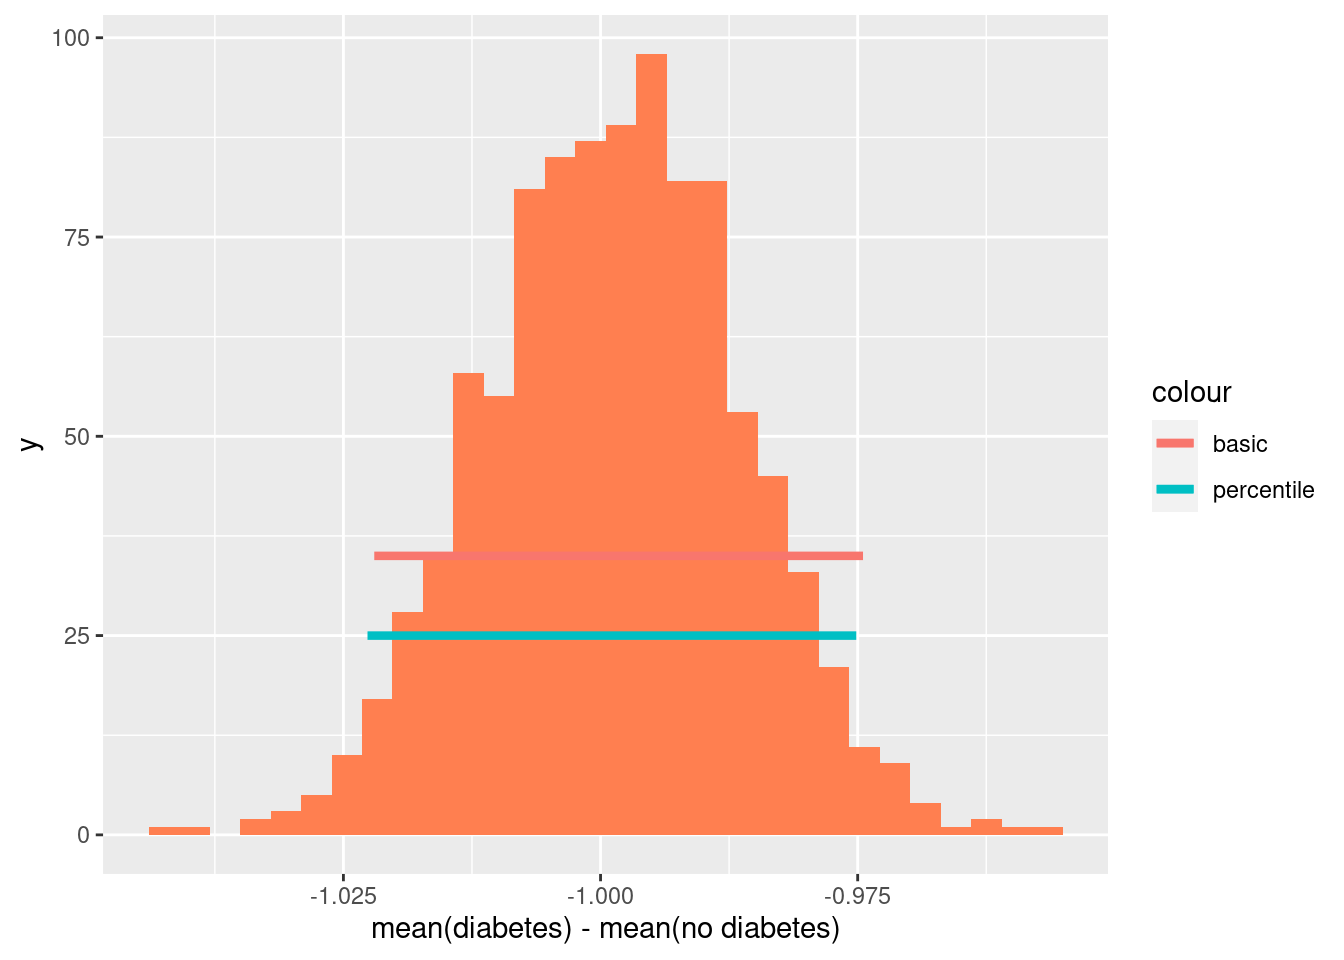 100
75
50
25
0
y
-1.025
-1.000
-0.975
mean(diabetes) - mean(no diabetes)
colour
basic
percentile